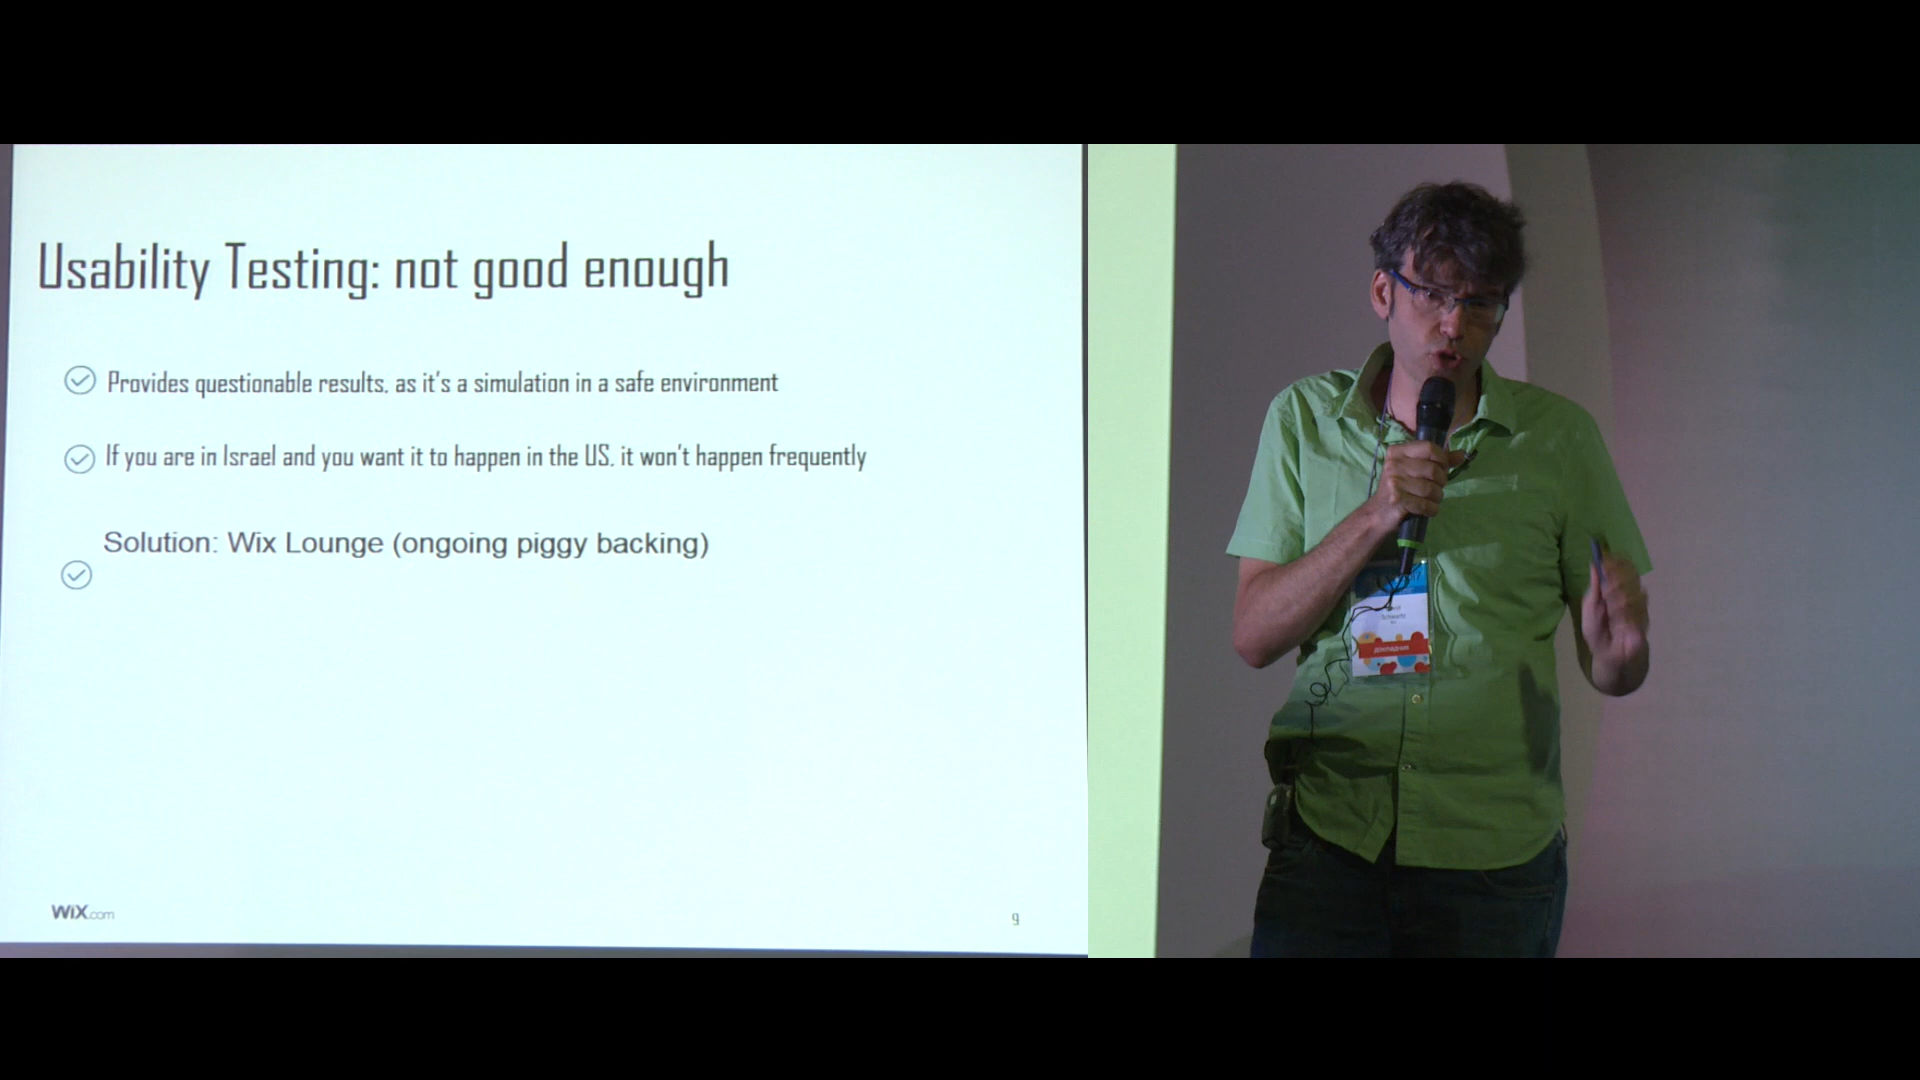 Usability Testing: not good enough
Provides questionable results, as it's a simulation in a safe environment
If you are in Israel and you want it to happen in the US, it won't happen frequently
Solution: Wix Lounge (ongoing piggy backing)
WiX.com
9
Schwartz
докладчик